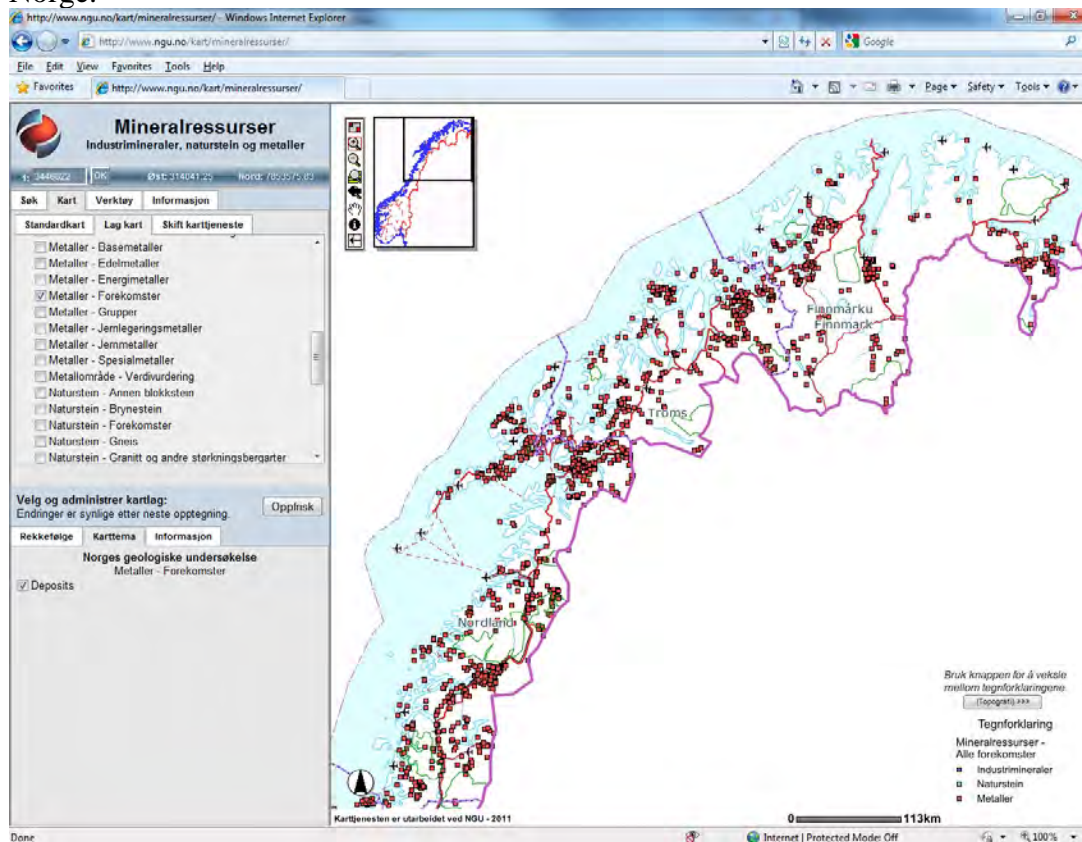 Norge.
http://www.ngu.no/kart/mineralressurser/ - Windows Internet Explorer
http://www.ngu.no/kart/mineralressurser/
Google
File Edit View Favorites Tools Help
Favorites
http://www.ngu.no/kart/mineralressurser/
Page Safety Tools
Mineralressurser
Industrimineraler, naturstein og metaller
1: 3446022 OK Øst: 314041.25 Nord: 7853575.83
Søk Kart Verktøy Informasjon
Standardkart Lag kart Skift karttjeneste
Metaller - Basemetaller
Metaller - Edelmetaller
Metaller - Energimetaller
Metaller - Forekomster
Metaller - Grupper
Metaller - Jernlegeringsmetaller
Metaller - Jernmetaller
Metaller - Spesialmetaller
Metallområde - Verdivurdering
Naturstein - Annen blokkstein
Naturstein - Brynestein
Naturstein - Forekomster
Naturstein - Gneis
Naturstein - Granitt og andre størkningsbergarter
Velg og administrer kartlag:
Endringer er synlige etter neste opptegning.
Oppfrisk
Rekkefølge Karttema Informasjon
Norges geologiske undersøkelse
Metaller - Forekomster
Deposits
Finnmárku
Finnmark
Troms
Nordland
Bruk knappen for å veksle
mellom tegnforklaringene.
(Topografi) >>>
Tegnforklaring
Mineralressurser -
Alle forekomster
Industrimineraler
Naturstein
Metaller
Karttjenesten er utarbeidet ved NGU - 2011
0 113km
Done
Internet | Protected Mode: Off
100%